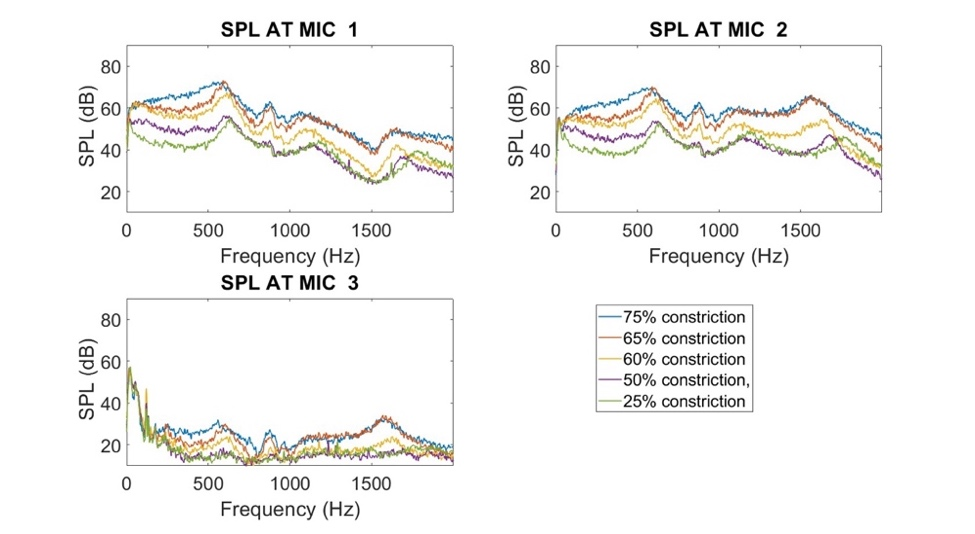 SPL AT MIC  1
80
60
40
20
SPL (dB)
0 500 1000 1500
Frequency (Hz)
SPL AT MIC  2
80
60
40
20
SPL (dB)
0 500 1000 1500
Frequency (Hz)
SPL AT MIC  3
80
60
40
20
SPL (dB)
0 500 1000 1500
Frequency (Hz)
75% constriction
65% constriction
60% constriction
50% constriction,
25% constriction